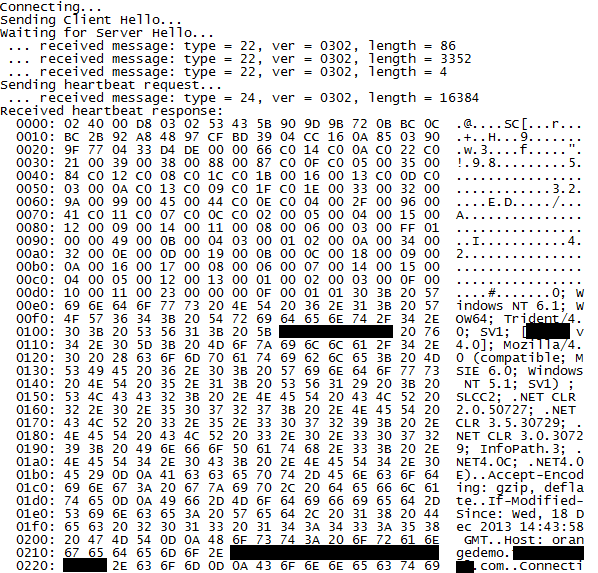 Connecting...
Sending Client Hello...
Waiting for Server Hello...
 ... received message: type = 22, ver = 0302, length = 86
 ... received message: type = 22, ver = 0302, length = 3352
 ... received message: type = 22, ver = 0302, length = 4
Sending heartbeat request...
 ... received message: type = 24, ver = 0302, length = 16384
Received heartbeat response:
  0000: 02 40 00 D8 03 02 53 43 5B 90 9D 9B 72 0B BC 0C  .@....SC[...r...
  0010: BC 2B 92 A8 48 97 CF BD 39 04 CC 16 0A 85 03 90  .+..H...9.......
  0020: 9F 77 04 33 D4 DE 00 00 66 C0 14 C0 0A C0 22 C0  .w.3....f.....".
  0030: 21 00 39 00 38 00 88 00 87 C0 0F C0 05 00 35 00  !.9.8.........5.
  0040: 84 C0 12 C0 08 C0 1C C0 1B 00 16 00 13 C0 0D C0  ................
  0050: 03 00 0A C0 13 C0 09 C0 1F C0 1E 00 33 00 32 00  ............3.2.
  0060: 9A 00 99 00 45 00 44 C0 0E C0 04 00 2F 00 96 00  ....E.D...../...
  0070: 41 C0 11 C0 07 C0 0C C0 02 00 05 00 04 00 15 00  A...............
  0080: 12 00 09 00 14 00 11 00 08 00 06 00 03 00 FF 01  ................
  0090: 00 00 49 00 0B 00 04 03 00 01 02 00 0A 00 34 00  ..I...........4.
  00a0: 32 00 0E 00 0D 00 19 00 0B 00 0C 00 18 00 09 00  2...............
  00b0: 0A 00 16 00 17 00 08 00 06 00 07 00 14 00 15 00  ................
  00c0: 04 00 05 00 12 00 13 00 01 00 02 00 03 00 0F 00  ................
  00d0: 10 00 11 00 23 00 00 00 0F 00 01 01 30 3B 20 57  ....#.......0; W
  00e0: 69 6E 64 6F 77 73 20 4E 54 20 36 2E 31 3B 20 57  indows NT 6.1; W
  00f0: 4F 57 36 34 3B 20 54 72 69 64 65 6E 74 2F 34 2E  OW64; Trident/4.
  0100: 30 3B 20 53 56 31 3B 20 5B 20 76  0; SV1; [ v
  0110: 34 2E 30 5D 3B 20 4D 6F 7A 69 6C 6C 61 2F 34 2E  4.0]; Mozilla/4.
  0120: 30 20 28 63 6F 6D 70 61 74 69 62 6C 65 3B 20 4D  0 (compatible; M
  0130: 53 49 45 20 36 2E 30 3B 20 57 69 6E 64 6F 77 73  SIE 6.0; Windows
  0140: 20 4E 54 20 35 2E 31 3B 20 53 56 31 29 20 3B 20   NT 5.1; SV1) ;
  0150: 53 4C 43 43 32 3B 20 2E 4E 45 54 20 43 4C 52 20  SLCC2; .NET CLR
  0160: 32 2E 30 2E 35 30 37 32 37 3B 20 2E 4E 45 54 20  2.0.50727; .NET
  0170: 43 4C 52 20 33 2E 35 2E 33 30 37 32 39 3B 20 2E  CLR 3.5.30729; .
  0180: 4E 45 54 20 43 4C 52 20 33 2E 30 2E 33 30 37 32  NET CLR 3.0.3072
  0190: 39 3B 20 49 6E 66 6F 50 61 74 68 2E 33 3B 20 2E  9; InfoPath.3; .
  01a0: 4E 45 54 34 2E 30 43 3B 20 2E 4E 45 54 34 2E 30  NET4.0C; .NET4.0
  01b0: 45 29 0D 0A 41 63 63 65 70 74 2D 45 6E 63 6F 64  E)..Accept-Encod
  01c0: 69 6E 67 3A 20 67 7A 69 70 2C 20 64 65 66 6C 61  ing: gzip, defla
  01d0: 74 65 0D 0A 49 66 2D 4D 6F 64 69 66 69 65 64 2D  te..If-Modified-
  01e0: 53 69 6E 63 65 3A 20 57 65 64 2C 20 31 38 20 44  Since: Wed, 18 D
  01f0: 65 63 20 32 30 31 33 20 31 34 3A 34 33 3A 35 38  ec 2013 14:43:58
  0200: 20 47 4D 54 0D 0A 48 6F 73 74 3A 20 6F 72 61 6E   GMT..Host: oran
  0210: 67 65 64 65 6D 6F 2E  gedemo.
  0220: 2E 63 6F 6D 0D 0A 43 6F 6E 6E 65 63 74 69  .com..Connecti